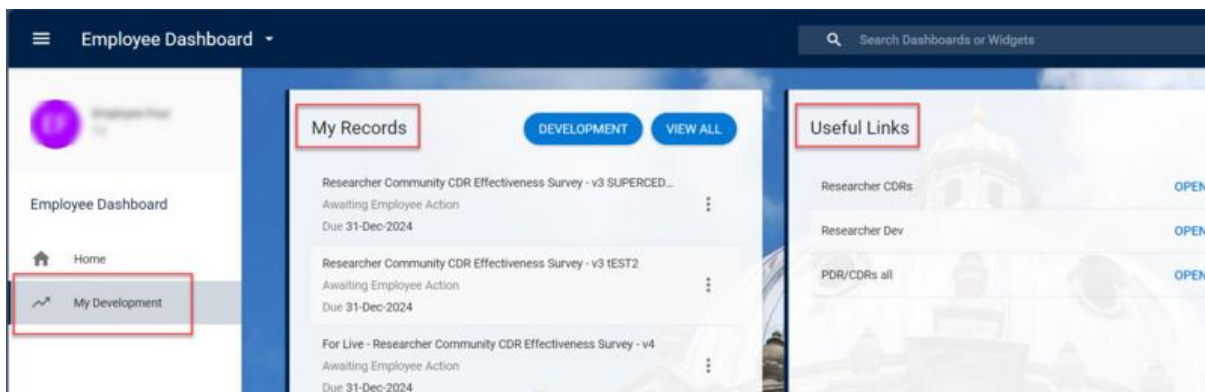 Employee Dashboard
Search Dashboards or Widgets
EF
Employee Dashboard
Home
My Development
My Records
DEVELOPMENT
VIEW ALL
Researcher Community CDR Effectiveness Survey - v3 SUPERCED...
Awaiting Employee Action
Due 31-Dec-2024
Researcher Community CDR Effectiveness Survey - v3 tEST2
Awaiting Employee Action
Due 31-Dec-2024
For Live - Researcher Community CDR Effectiveness Survey - v4
Awaiting Employee Action
Due 31-Dec-2024
Useful Links
Researcher CDRs OPEN
Researcher Dev OPEN
PDR/CDRs all OPEN